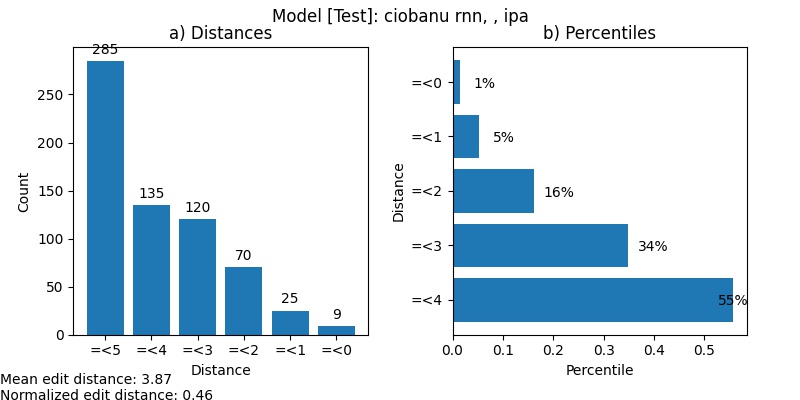 Model [Test]: ciobanu rnn, , ipa
a) Distances
285
135
120
70
25
9
250
200
150
100
50
0
Count
=<5 =<4 =<3 =<2 =<1 =<0
Distance
b) Percentiles
=<0 1%
=<1 5%
=<2 16%
=<3 34%
=<4 55%
Distance
0.0 0.1 0.2 0.3 0.4 0.5
Percentile
Mean edit distance: 3.87
Normalized edit distance: 0.46